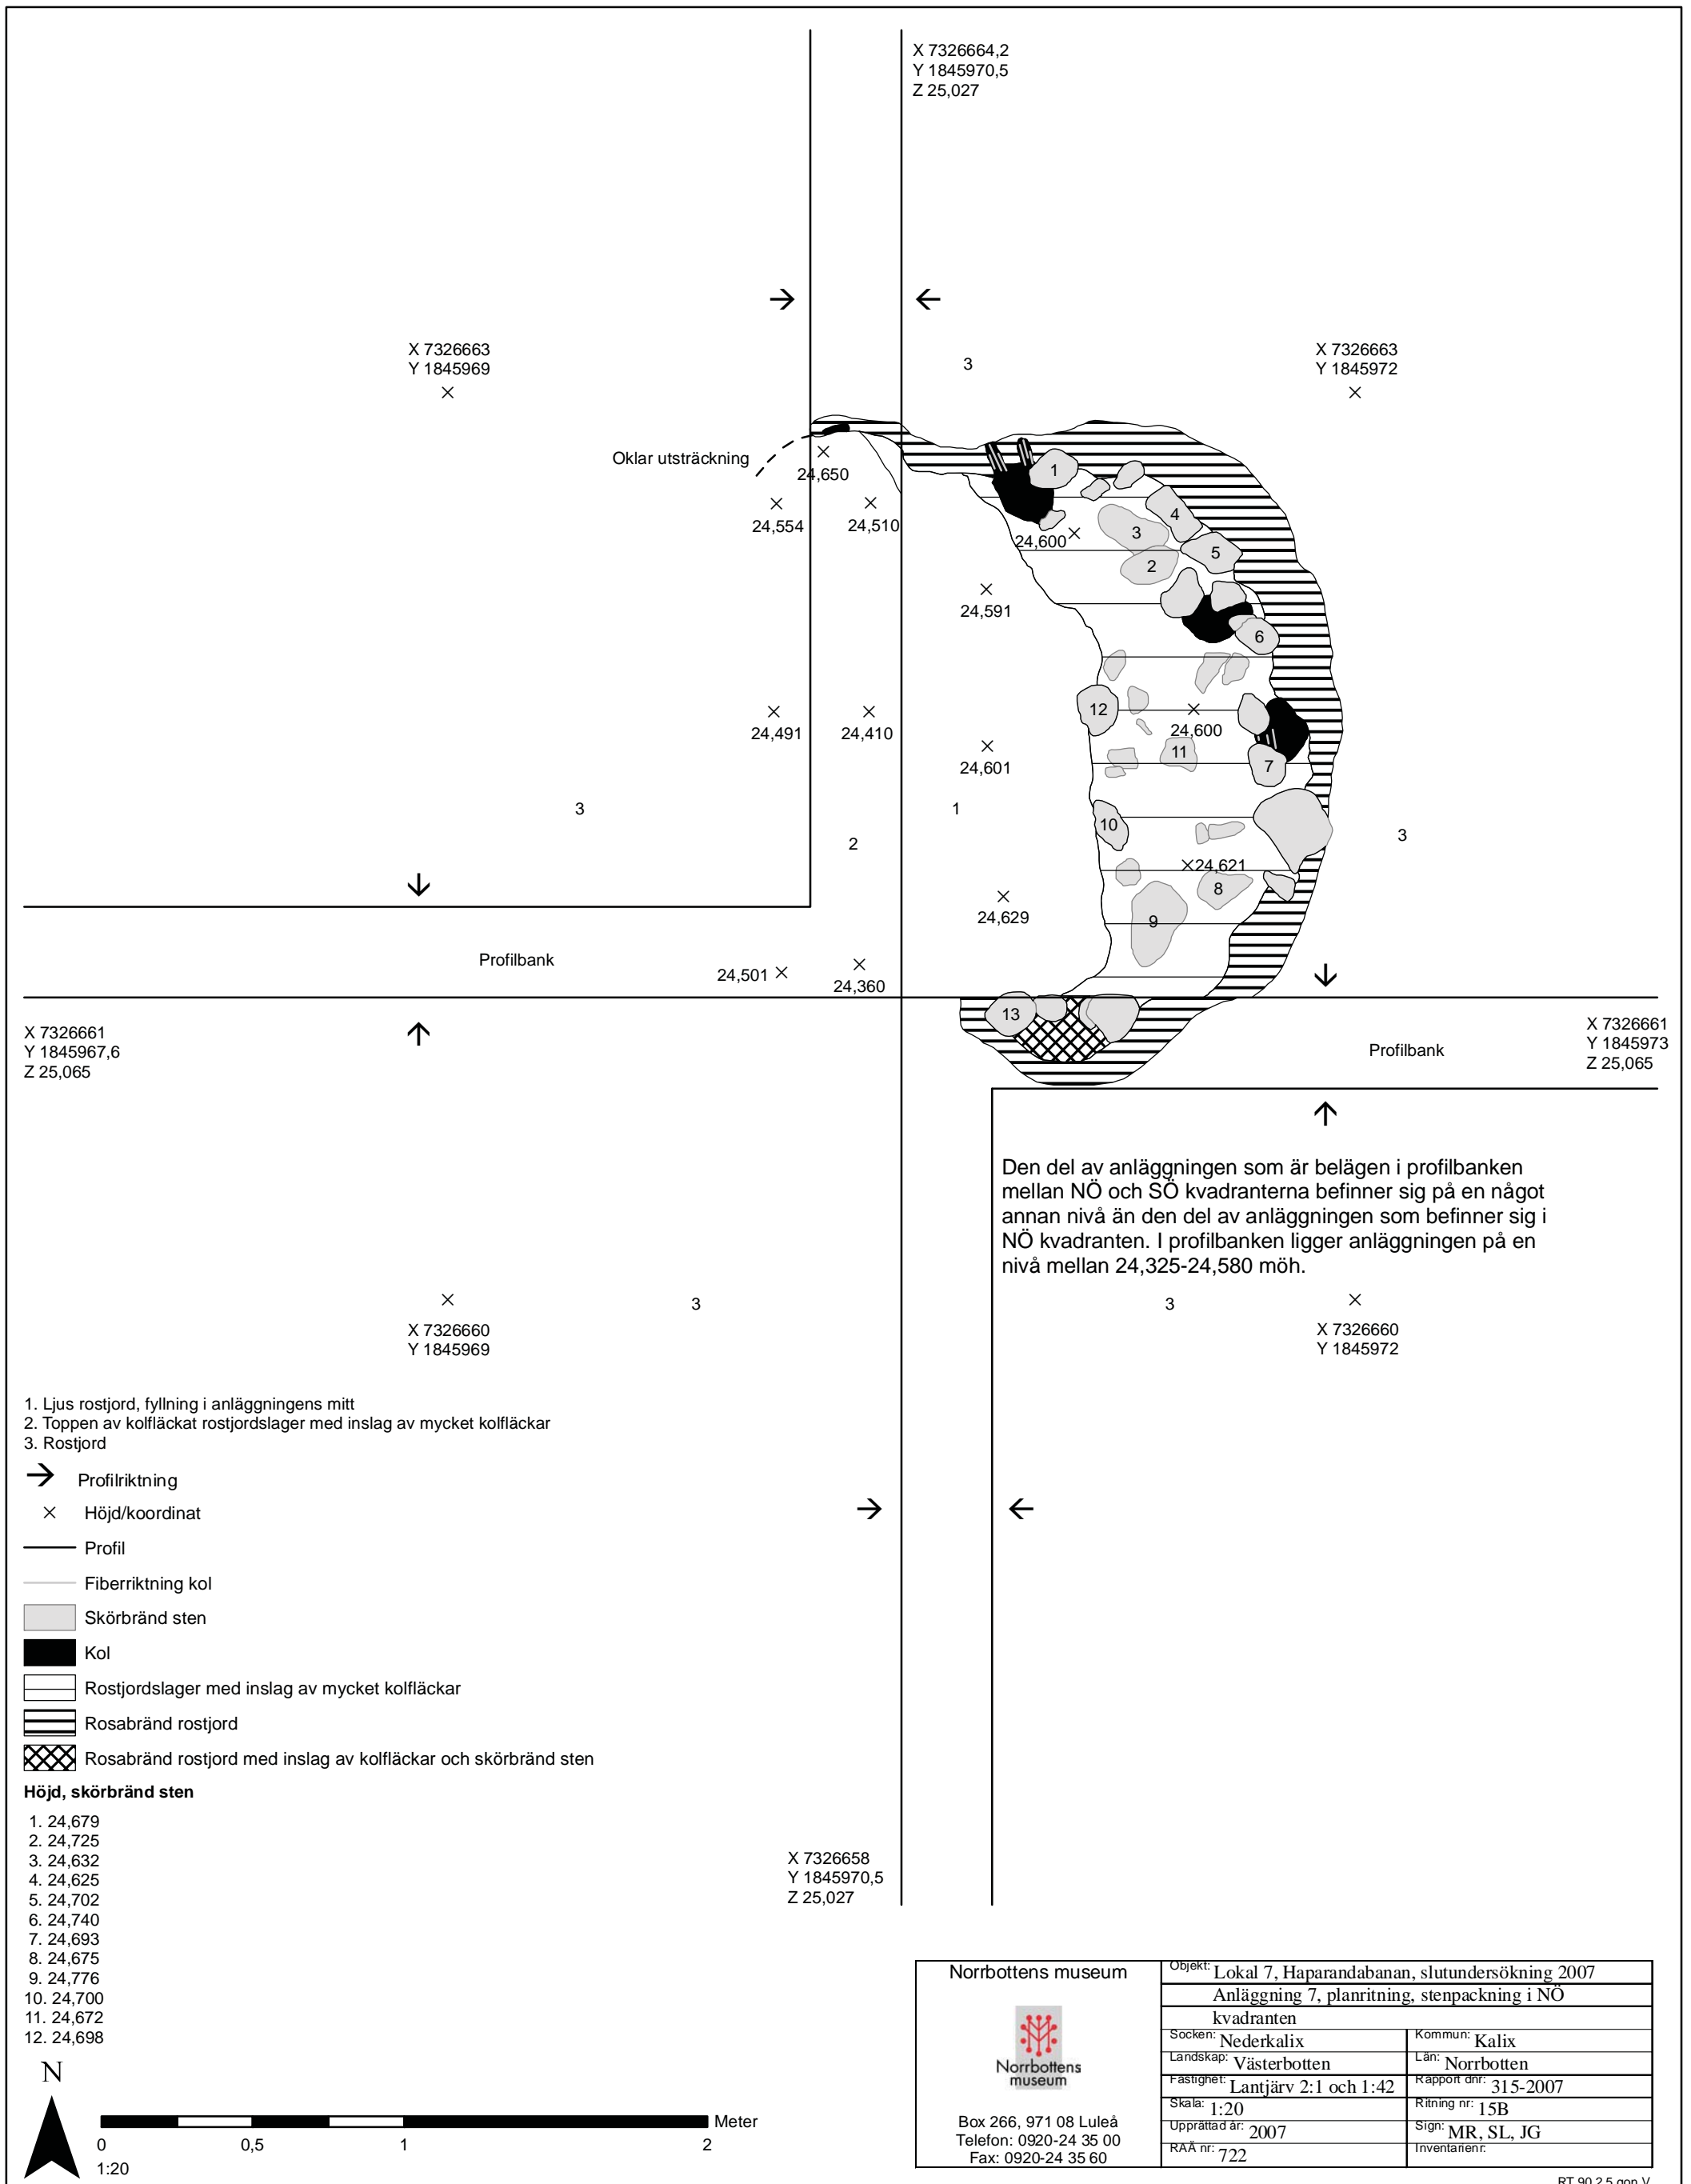 X 7326664,2
Y 1845970,5
Z 25,027
X 7326663
Y 1845969
3
X 7326663
Y 1845972
Oklar utsträckning
24,650
24,554
24,510
1
4
3
24,600
5
2
24,591
6
12
24,600
24,491
24,410
11
24,601
7
3
1
10
3
2
24,621
8
24,629
9
Profilbank
24,501
24,360
13
X 7326661
Y 1845967,6
Z 25,065
Profilbank
X 7326661
Y 1845973
Z 25,065
Den del av anläggningen som är belägen i profilbanken
mellan NÖ och SÖ kvadranterna befinner sig på en något
annan nivå än den del av anläggningen som befinner sig i
NÖ kvadranten. I profilbanken ligger anläggningen på en
nivå mellan 24,325-24,580 möh.
3
3
X 7326660
Y 1845969
X 7326660
Y 1845972
1. Ljus rostjord, fyllning i anläggningens mitt
2. Toppen av kolfläckat rostjordslager med inslag av mycket kolfläckar
3. Rostjord
Profilriktning
Höjd/koordinat
Profil
Fiberriktning kol
Skörbränd sten
Kol
Rostjordslager med inslag av mycket kolfläckar
Rosabränd rostjord
Rosabränd rostjord med inslag av kolfläckar och skörbränd sten
Höjd, skörbränd sten
1. 24,679
2. 24,725
3. 24,632
4. 24,625
5. 24,702
6. 24,740
7. 24,693
8. 24,675
9. 24,776
10. 24,700
11. 24,672
12. 24,698
X 7326658
Y 1845970,5
Z 25,027
N
Meter
0 0,5 1 2
1:20
Norrbottens museum
Norrbottens
museum
Box 266, 971 08 Luleå
Telefon: 0920-24 35 00
Fax: 0920-24 35 60
Objekt: Lokal 7, Haparandabanan, slutundersökning 2007
Anläggning 7, planritning, stenpackning i NÖ
kvadranten
Socken: Nederkalix
Kommun: Kalix
Landskap: Västerbotten
Län: Norrbotten
Fastighet: Lantjärv 2:1 och 1:42
Rapport dnr: 315-2007
Skala: 1:20
Ritning nr: 15B
Upprättad år: 2007
Sign: MR, SL, JG
RAÄ nr: 722
Inventarienr:
RT 90 2,5 gon V